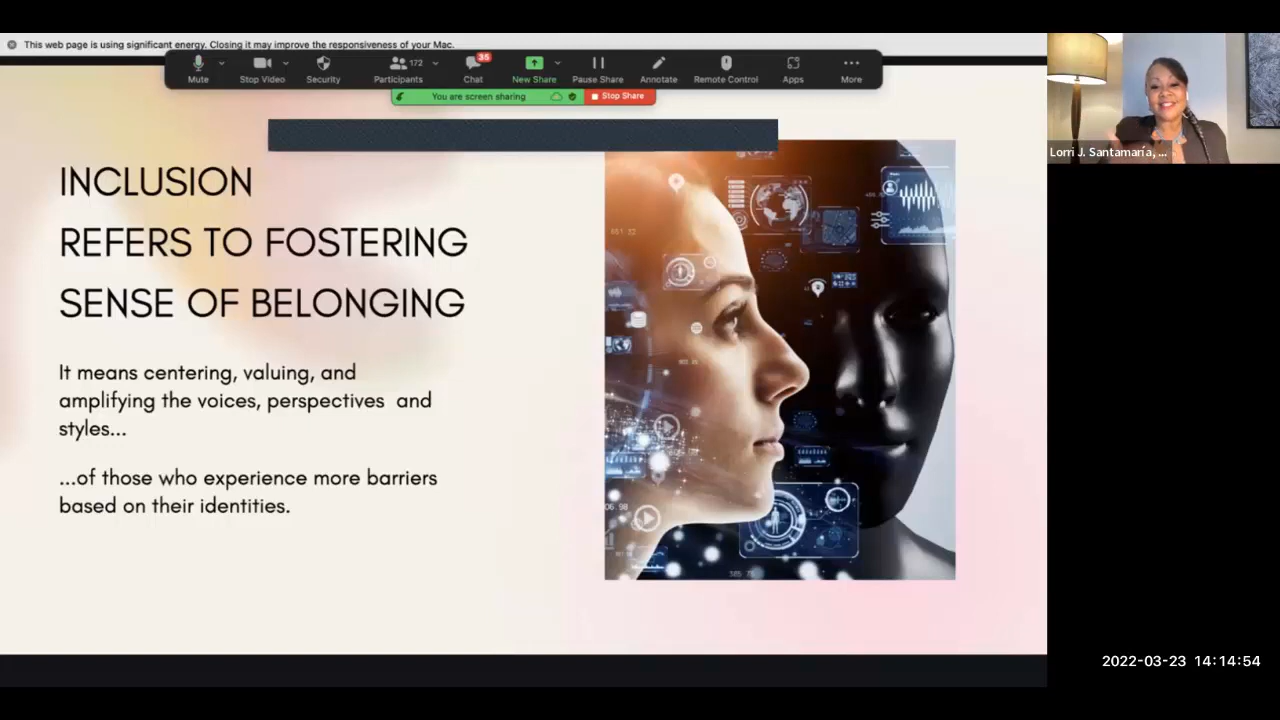 This web page is using significant energy. Closing it may improve the responsiveness of your Mac.
Mute
Stop Video
Security
172
Participants
35
Chat
New Share
Pause Share
Annotate
Remote Control
Apps
More
You are screen sharing
Stop Share
Lorri J. Santamaría, ...
INCLUSION
REFERS TO FOSTERING
SENSE OF BELONGING
It means centering, valuing, and
amplifying the voices, perspectives and
styles...
...of those who experience more barriers
based on their identities.
2022-03-23 14:14:54